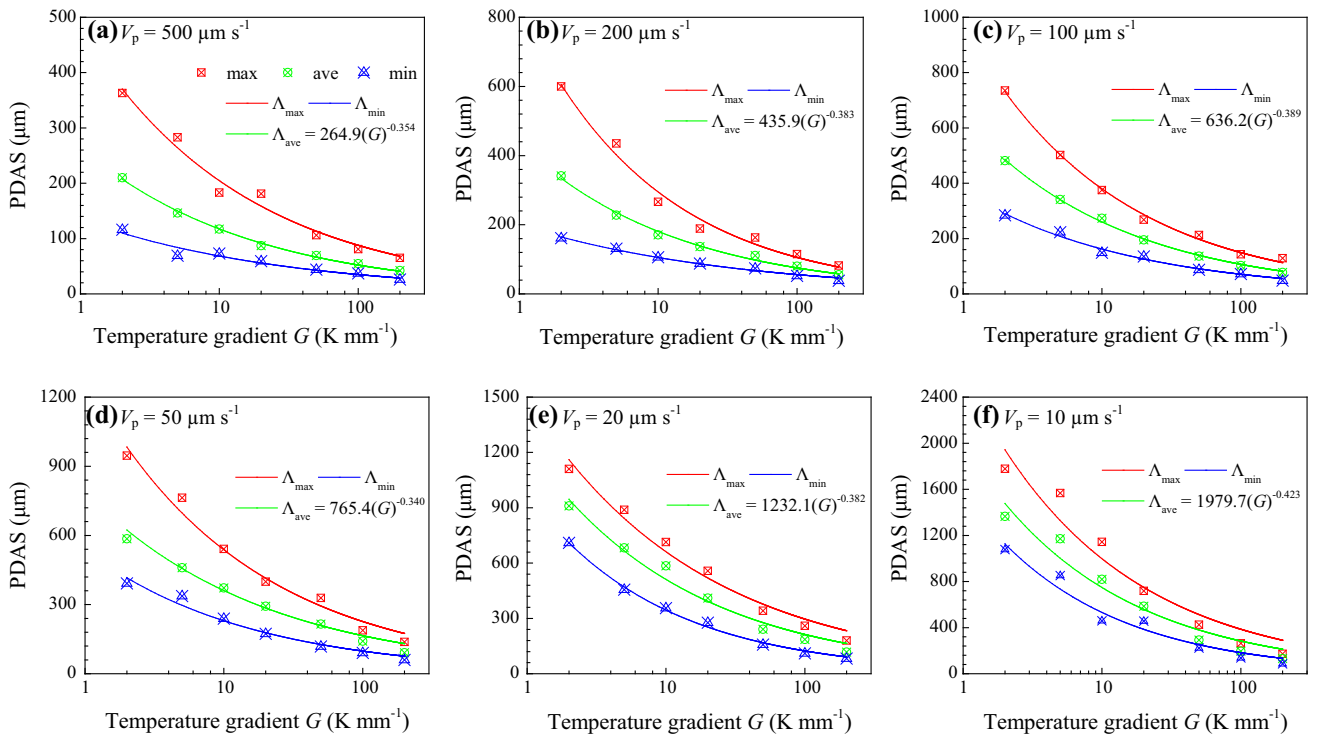 (a) Vp = 500 µm s-1
500
400
300
200
100
0
PDAS (µm)
max ave min
Λmax Λmin
Λave = 264.9(G)-0.354
1 10 100
Temperature gradient G (K mm-1)
(b) Vp = 200 µm s-1
800
600
400
200
0
PDAS (µm)
Λmax Λmin
Λave = 435.9(G)-0.383
1 10 100
Temperature gradient G (K mm-1)
(c) Vp = 100 µm s-1
1000
800
600
400
200
0
PDAS (µm)
Λmax Λmin
Λave = 636.2(G)-0.389
1 10 100
Temperature gradient G (K mm-1)
(d) Vp = 50 µm s-1
1200
900
600
300
0
PDAS (µm)
Λmax Λmin
Λave = 765.4(G)-0.340
1 10 100
Temperature gradient G (K mm-1)
(e) Vp = 20 µm s-1
1500
1200
900
600
300
0
PDAS (µm)
Λmax Λmin
Λave = 1232.1(G)-0.382
1 10 100
Temperature gradient G (K mm-1)
(f) Vp = 10 µm s-1
2400
2000
1600
1200
800
400
0
PDAS (µm)
Λmax Λmin
Λave = 1979.7(G)-0.423
1 10 100
Temperature gradient G (K mm-1)